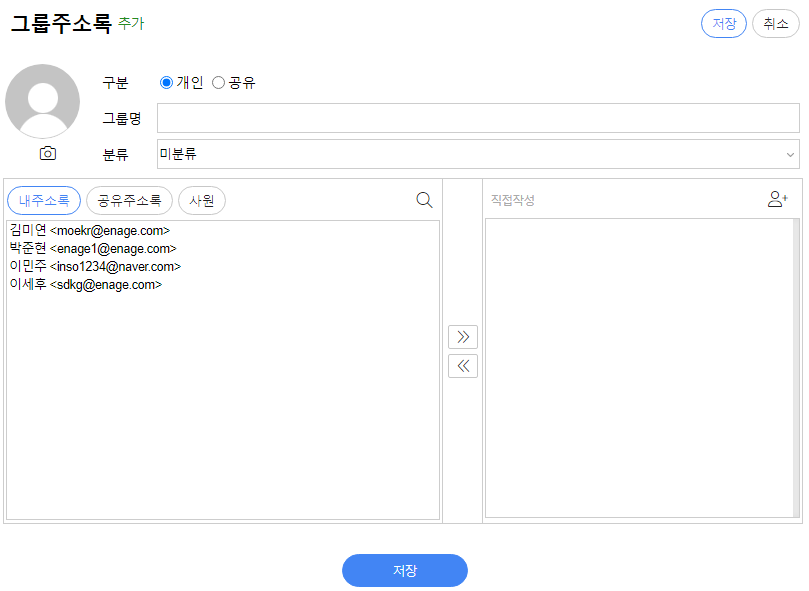 그룹주소록 추가
저장 취소
구분 개인 공유
그룹명
분류 미분류
내주소록 공유주소록 사원
직접작성
김미연 <moekr@enage.com>
박준현 <enage1@enage.com>
이민주 <inso1234@naver.com>
이세후 <sdkg@enage.com>
저장